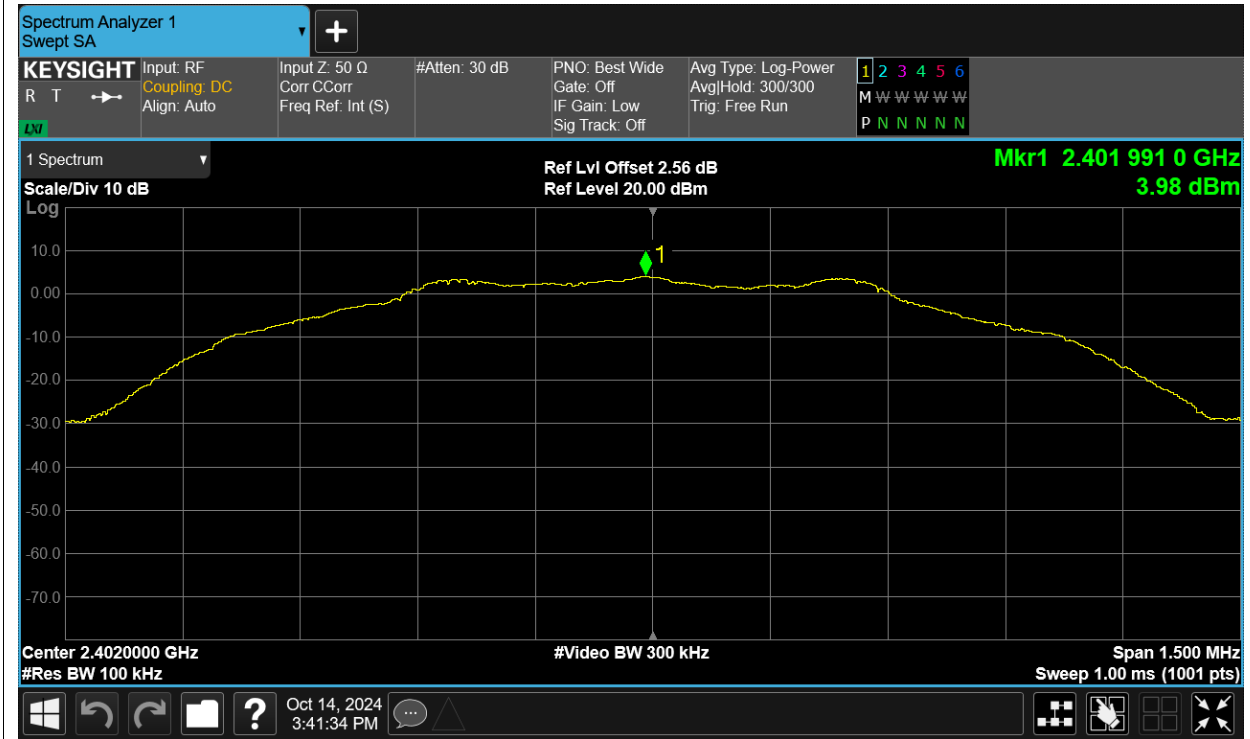 Spectrum Analyzer 1
Swept SA
KEYSIGHT
R T
LXI
Input: RF
Coupling: DC
Align: Auto
Input Z: 50 Ω
Corr CCorr
Freq Ref: Int (S)
#Atten: 30 dB
PNO: Best Wide
Gate: Off
IF Gain: Low
Sig Track: Off
Avg Type: Log-Power
Avg|Hold: 300/300
Trig: Free Run
1 2 3 4 5 6
M W W W W W
P N N N N N
1 Spectrum
Scale/Div 10 dB
Log
Ref Lvl Offset 2.56 dB
Ref Level 20.00 dBm
Mkr1 2.401 991 0 GHz
3.98 dBm
1
10.0
0.00
-10.0
-20.0
-30.0
-40.0
-50.0
-60.0
-70.0
Center 2.4020000 GHz
#Res BW 100 kHz
#Video BW 300 kHz
Span 1.500 MHz
Sweep 1.00 ms (1001 pts)
?
Oct 14, 2024
3:41:34 PM